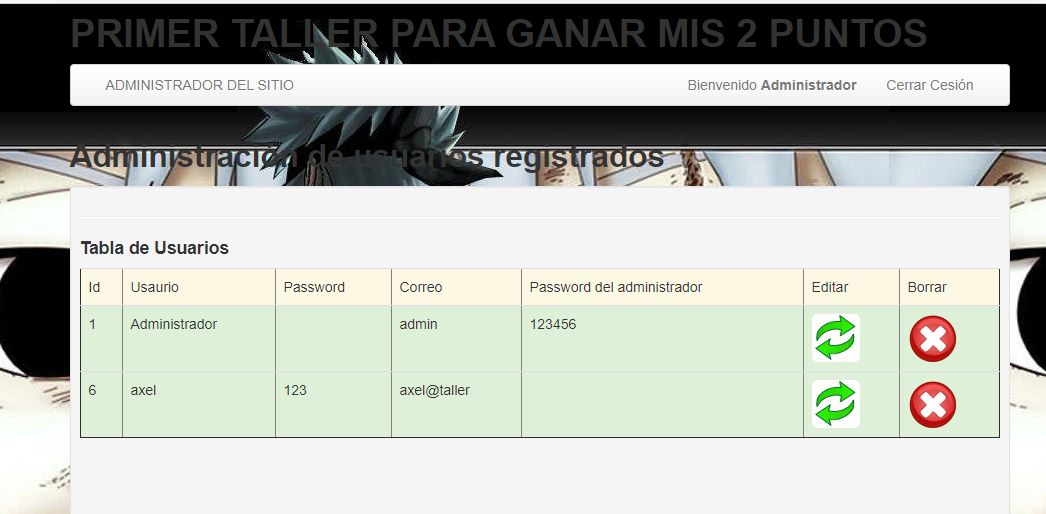 PRIMER TALLER PARA GANAR MIS 2 PUNTOS
ADMINISTRADOR DEL SITIO Bienvenido Administrador Cerrar Cesión
Administración de usuarios registrados
Tabla de Usuarios
Id Usaurio Password Correo Password del administrador Editar Borrar
1 Administrador admin 123456
6 axel 123 axel@taller